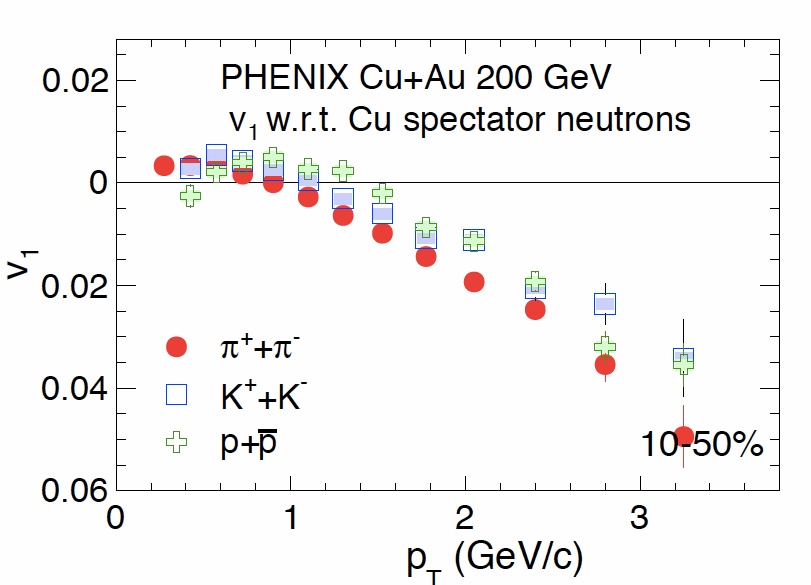 PHENIX Cu+Au 200 GeV
v1 w.r.t. Cu spectator neutrons
0.02
0
0.02
0.04
0.06
v1
π⁺+π⁻
K⁺+K⁻
p+p̅
10-50%
0 1 2 3
pT (GeV/c)